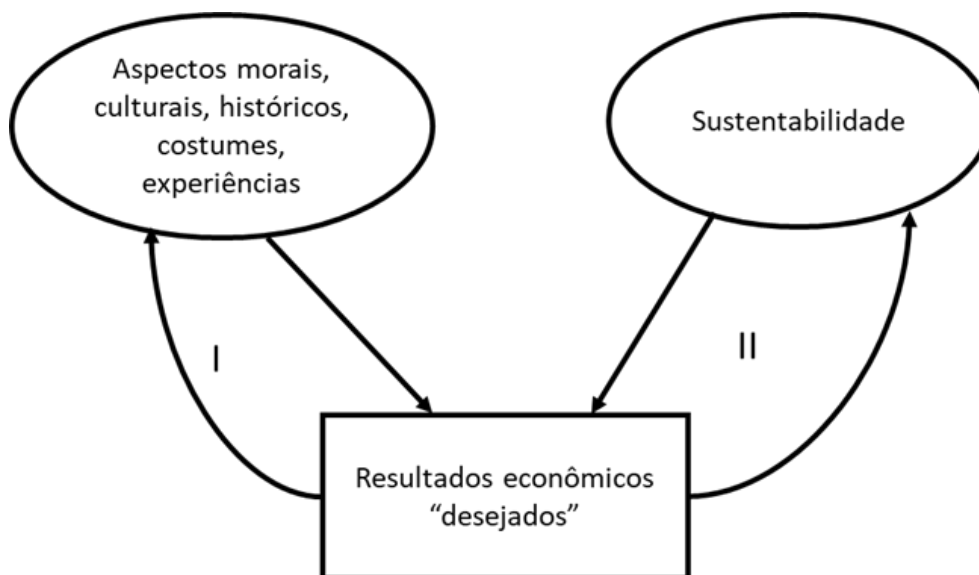 Aspectos morais,
culturais, históricos,
costumes,
experiências
Sustentabilidade
I
II
Resultados econômicos
“desejados”